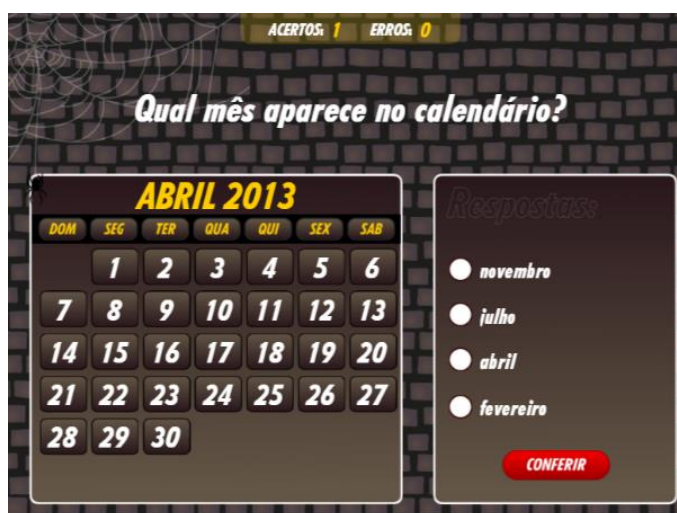 ACERTOS: 1 ERROS: 0
Qual mês aparece no calendário?
ABRIL 2013
DOM SEG TER QUA QUI SEX SAB
1 2 3 4 5 6
7 8 9 10 11 12 13
14 15 16 17 18 19 20
21 22 23 24 25 26 27
28 29 30
Respostas:
novembro
julho
abril
fevereiro
CONFERIR